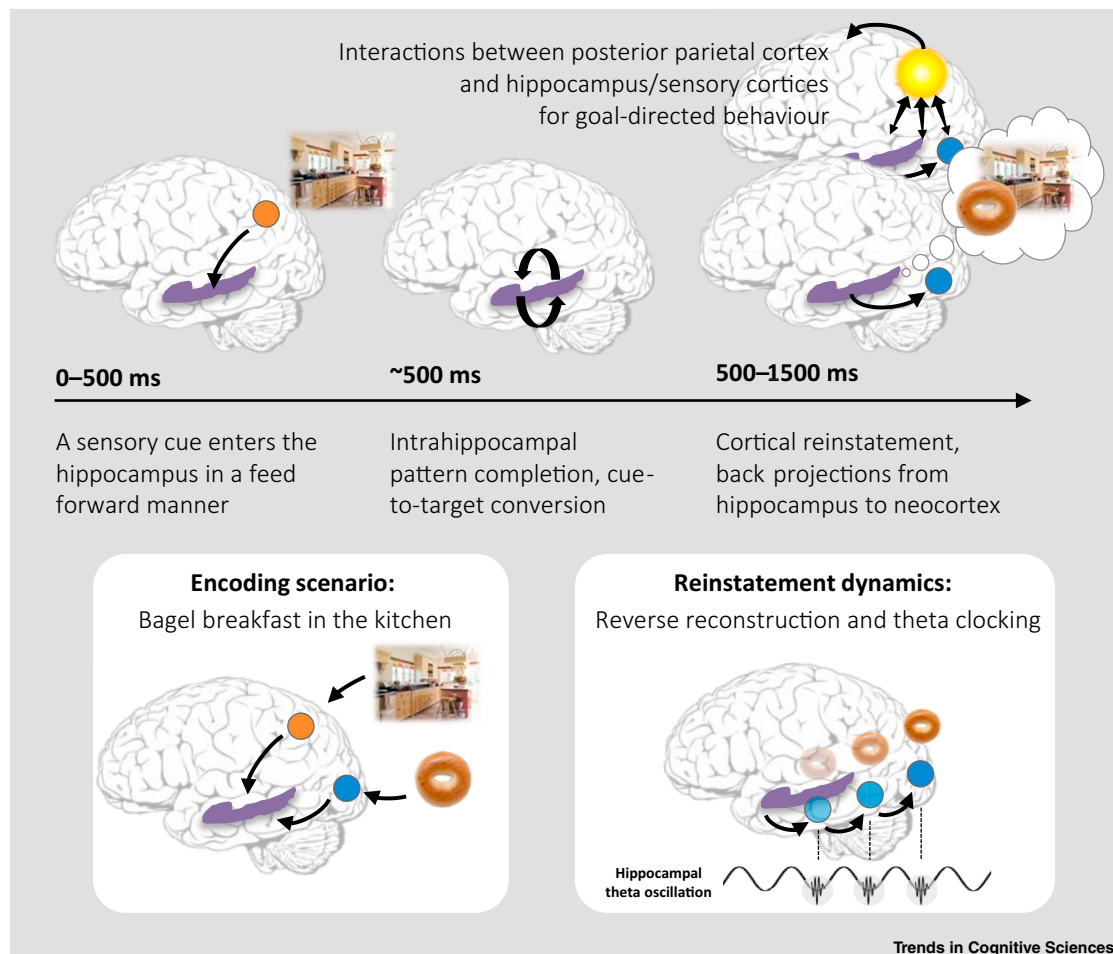 Interactions between posterior parietal cortex
and hippocampus/sensory cortices
for goal-directed behaviour
0–500 ms
~500 ms
500–1500 ms
A sensory cue enters the
hippocampus in a feed
forward manner
Intrahippocampal
pattern completion, cue-
to-target conversion
Cortical reinstatement,
back projections from
hippocampus to neocortex
Encoding scenario:
Bagel breakfast in the kitchen
Reinstatement dynamics:
Reverse reconstruction and theta clocking
Hippocampal
theta oscillation
Trends in Cognitive Sciences